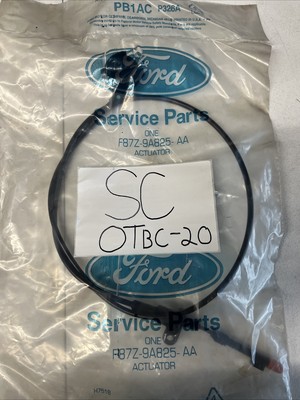 PB1AC P326A
Ford
Service Parts
ONE
F87Z-9A825-AA
ACTUATOR
SC
OTBC-20
Ford
Service Parts
ONE
F87Z-9A825-AA
ACTUATOR